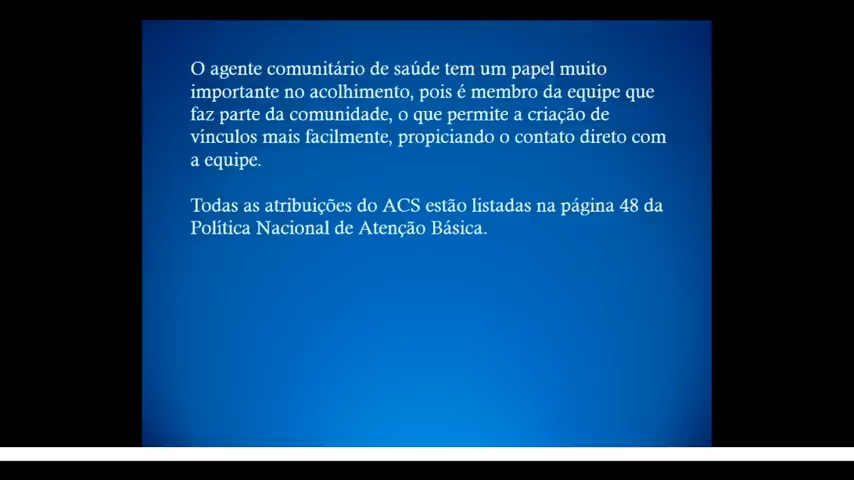 O agente comunitário de saúde tem um papel muito
importante no acolhimento, pois é membro da equipe que
faz parte da comunidade, o que permite a criação de
vínculos mais facilmente, propiciando o contato direto com
a equipe.
Todas as atribuições do ACS estão listadas na página 48 da
Política Nacional de Atenção Básica.